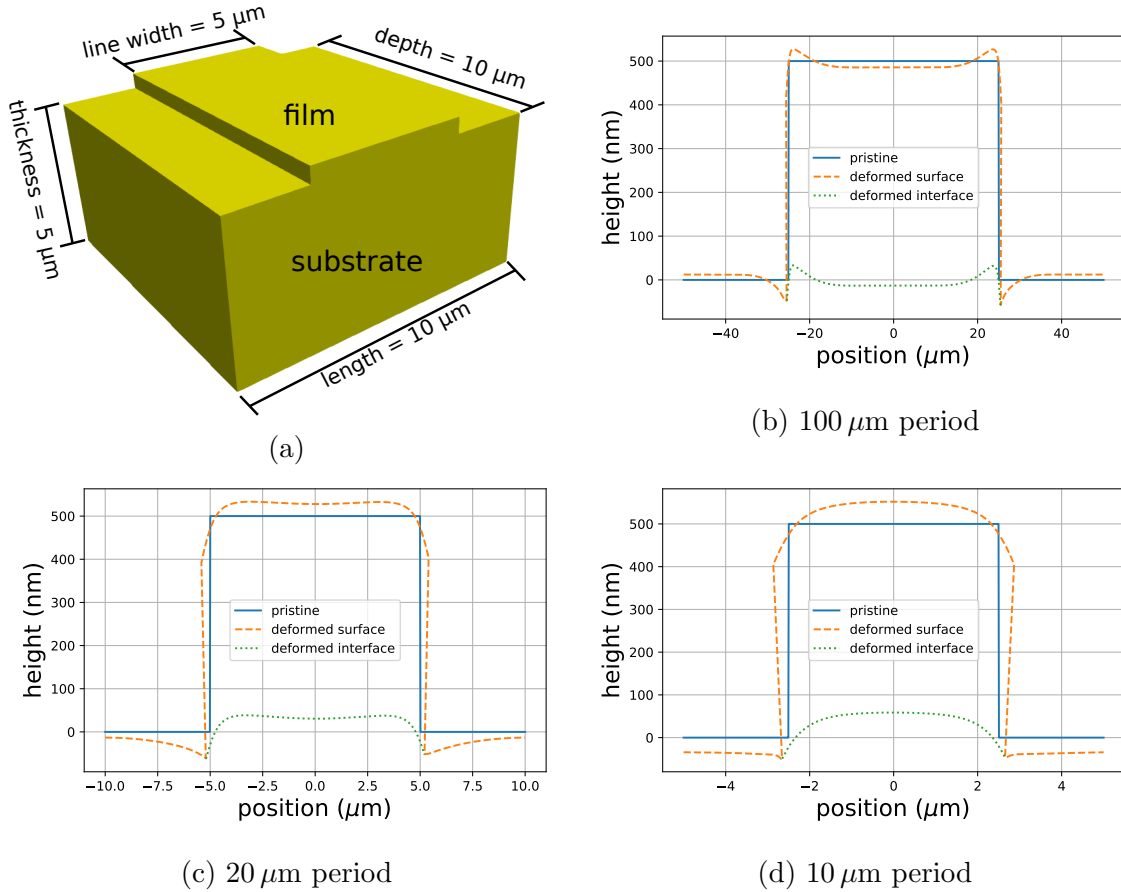 line width = 5 µm
depth = 10 µm
film
thickness = 5 µm
substrate
length = 10 µm
(a)
500
400
300
200
100
0
height (nm)
pristine
deformed surface
deformed interface
−40
−20
0
20
40
position (µm)
(b) 100 µm period
500
400
300
200
100
0
height (nm)
pristine
deformed surface
deformed interface
−10.0
−7.5
−5.0
−2.5
0.0
2.5
5.0
7.5
10.0
position (µm)
(c) 20 µm period
500
400
300
200
100
0
height (nm)
pristine
deformed surface
deformed interface
−4
−2
0
2
4
position (µm)
(d) 10 µm period